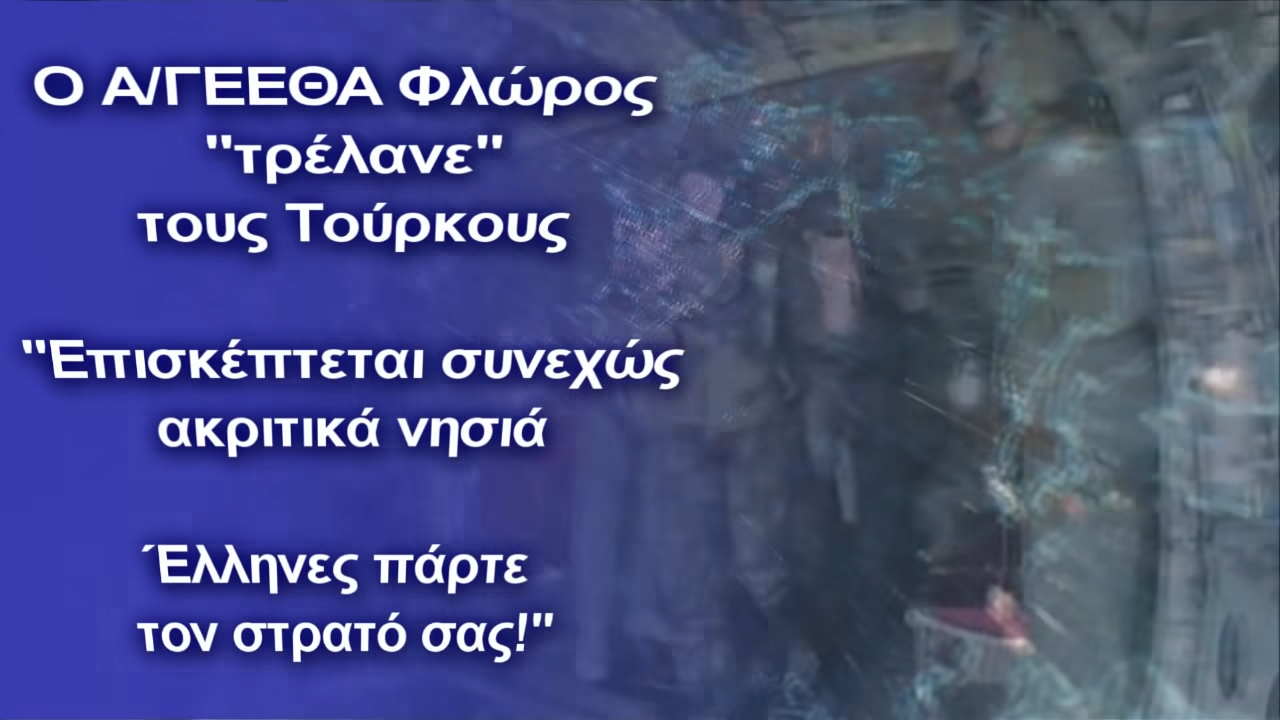 Ο Α/ΓΕΕΘΑ Φλώρος
"τρέλανε"
τους Τούρκους
"Επισκέπτεται συνεχώς
ακριτικά νησιά
Έλληνες πάρτε
τον στρατό σας!"